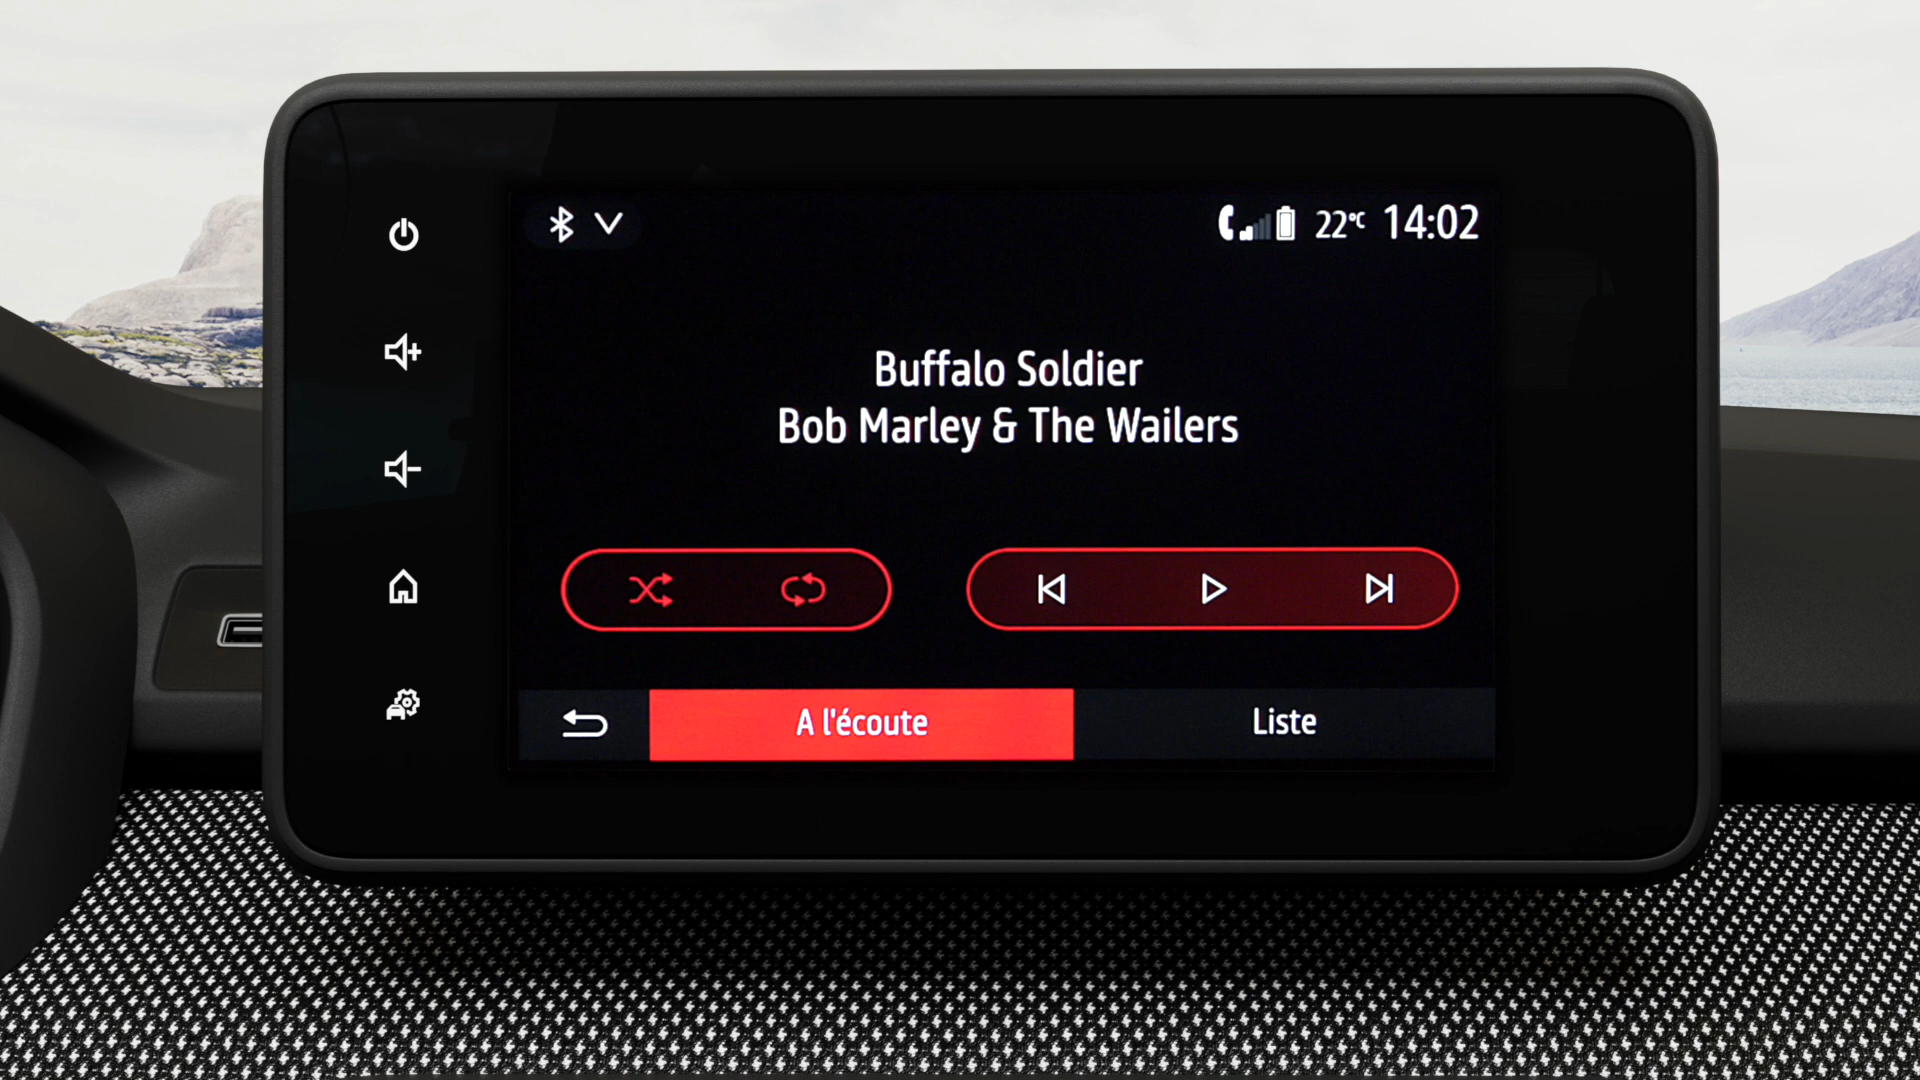 22°C 14:02
Buffalo Soldier
Bob Marley & The Wailers
A l'écoute
Liste